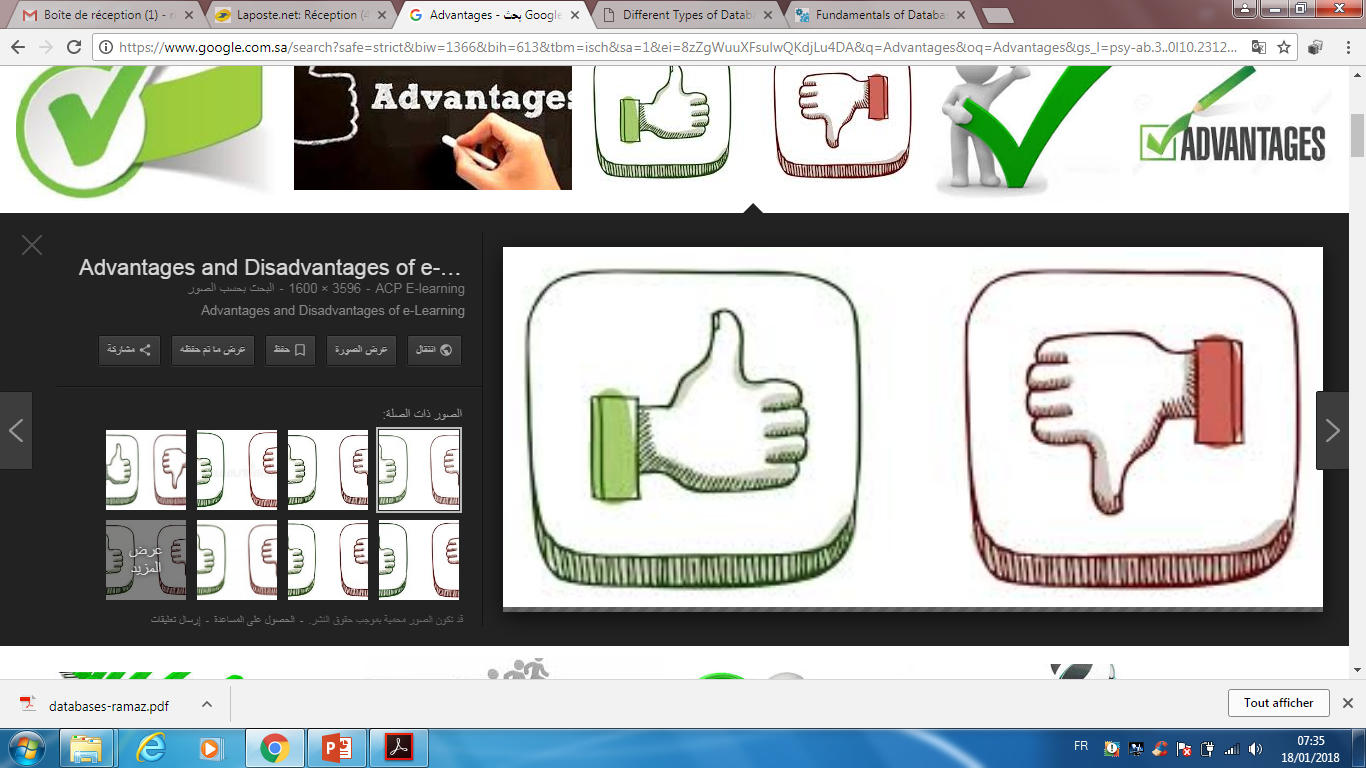 Boîte de réception (1) - r
Laposte.net: Réception (4
Advantages - بحث Google
Different Types of Datab
Fundamentals of Databa
https://www.google.com.sa/search?safe=strict&biw=1366&bih=613&tbm=isch&sa=1&ei=8zZgWuuXFsulwQKdjLu4DA&q=Advantages&oq=Advantages&gs_l=psy-ab.3..0l10.2312...
Advantages
ADVANTAGES
Advantages and Disadvantages of e-...
ACP E-learning - 3596 × 1600 - البحث بحسب الصور
Advantages and Disadvantages of e-Learning
انتقال
عرض الصورة
حفظ
عرض ما تم حفظه
مشاركة
الصور ذات الصلة:
عرض
المزيد
قد تكون الصور محمية بموجب حقوق النشر. - الحصول على المساعدة - إرسال تعليقات
databases-ramaz.pdf
Tout afficher
FR
07:35
18/01/2018